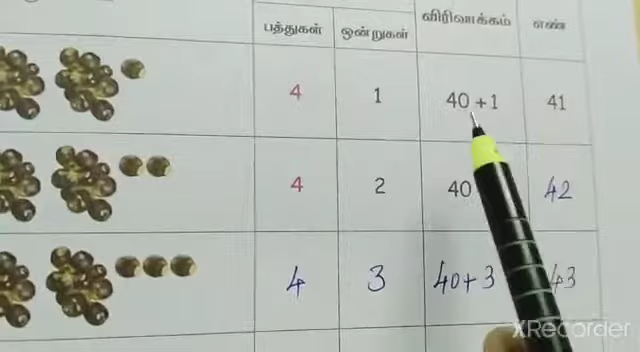 பத்துகள் ஒன்றுகள் விரிவாக்கம் எண்
4 1 40 + 1 41
4 2 40 42
4 3 40+3 43
XRecorder